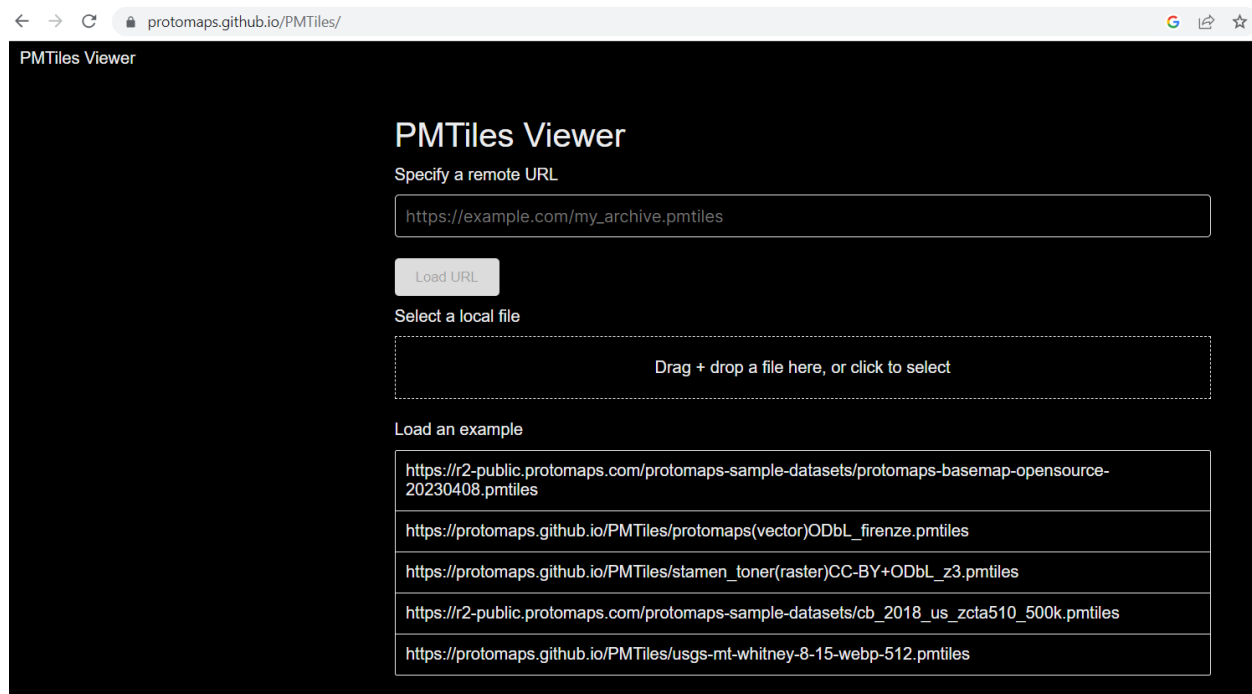 protomaps.github.io/PMTiles/
PMTiles Viewer
PMTiles Viewer
Specify a remote URL
https://example.com/my_archive.pmtiles
Load URL
Select a local file
Drag + drop a file here, or click to select
Load an example
https://r2-public.protomaps.com/protomaps-sample-datasets/protomaps-basemap-opensource-
20230408.pmtiles
https://protomaps.github.io/PMTiles/protomaps(vector)ODbL_firenze.pmtiles
https://protomaps.github.io/PMTiles/stamen_toner(raster)CC-BY+ODbL_z3.pmtiles
https://r2-public.protomaps.com/protomaps-sample-datasets/cb_2018_us_zcta510_500k.pmtiles
https://protomaps.github.io/PMTiles/usgs-mt-whitney-8-15-webp-512.pmtiles